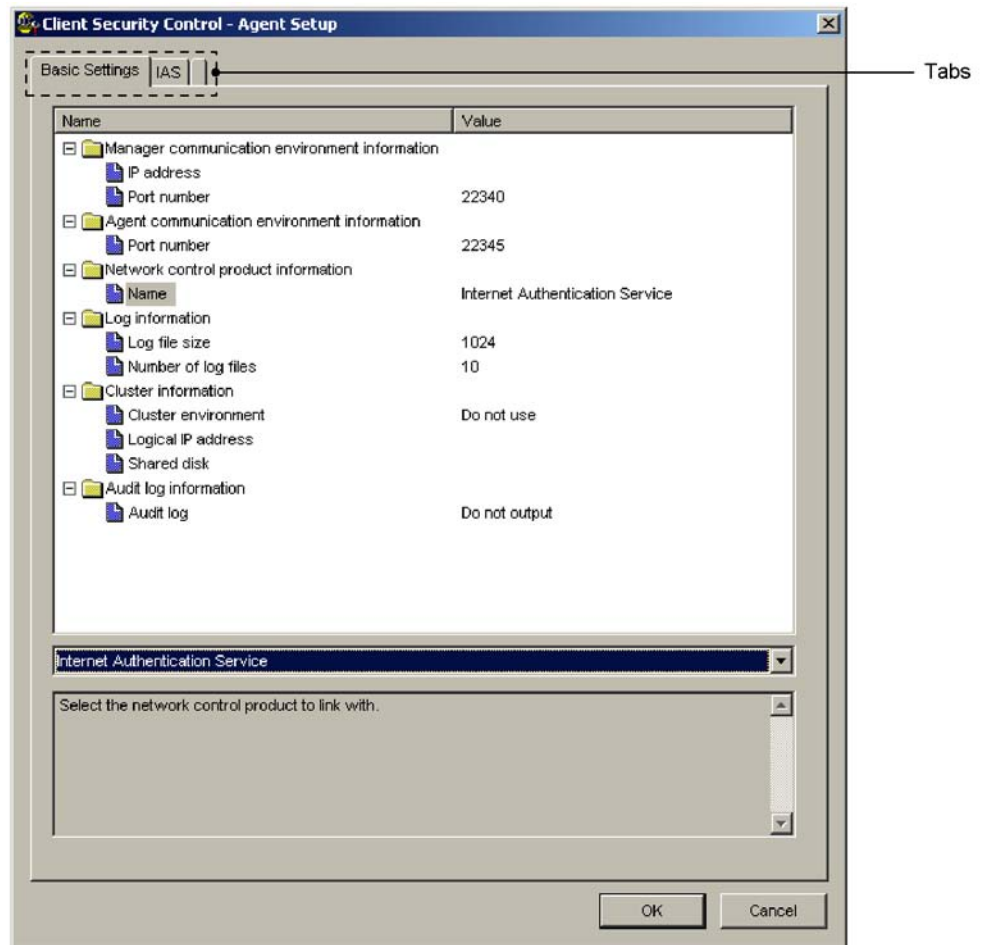 Client Security Control - Agent Setup
Basic Settings IAS
Tabs
Name Value
Manager communication environment information
IP address
Port number 22340
Agent communication environment information
Port number 22345
Network control product information
Name Internet Authentication Service
Log information
Log file size 1024
Number of log files 10
Cluster information
Cluster environment Do not use
Logical IP address
Shared disk
Audit log information
Audit log Do not output
Internet Authentication Service
Select the network control product to link with.
OK Cancel